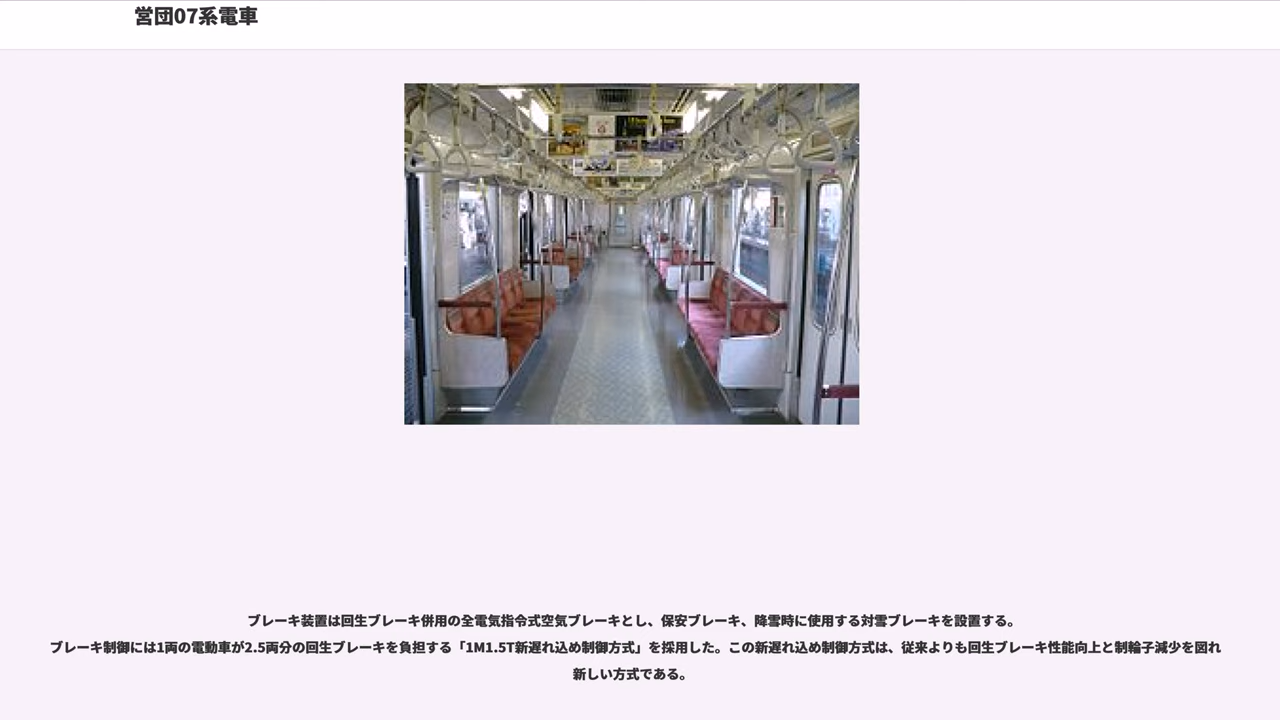 営団07系電車
ブレーキ装置は回生ブレーキ併用の全電気指令式空気ブレーキとし、保安ブレーキ、降雪時に使用する対雪ブレーキを設置する。
ブレーキ制御には1両の電動車が2.5両分の回生ブレーキを負担する「1M1.5T新遅れ込め制御方式」を採用した。この新遅れ込め制御方式は、従来よりも回生ブレーキ性能向上と制輪子減少を図れ
新しい方式である。